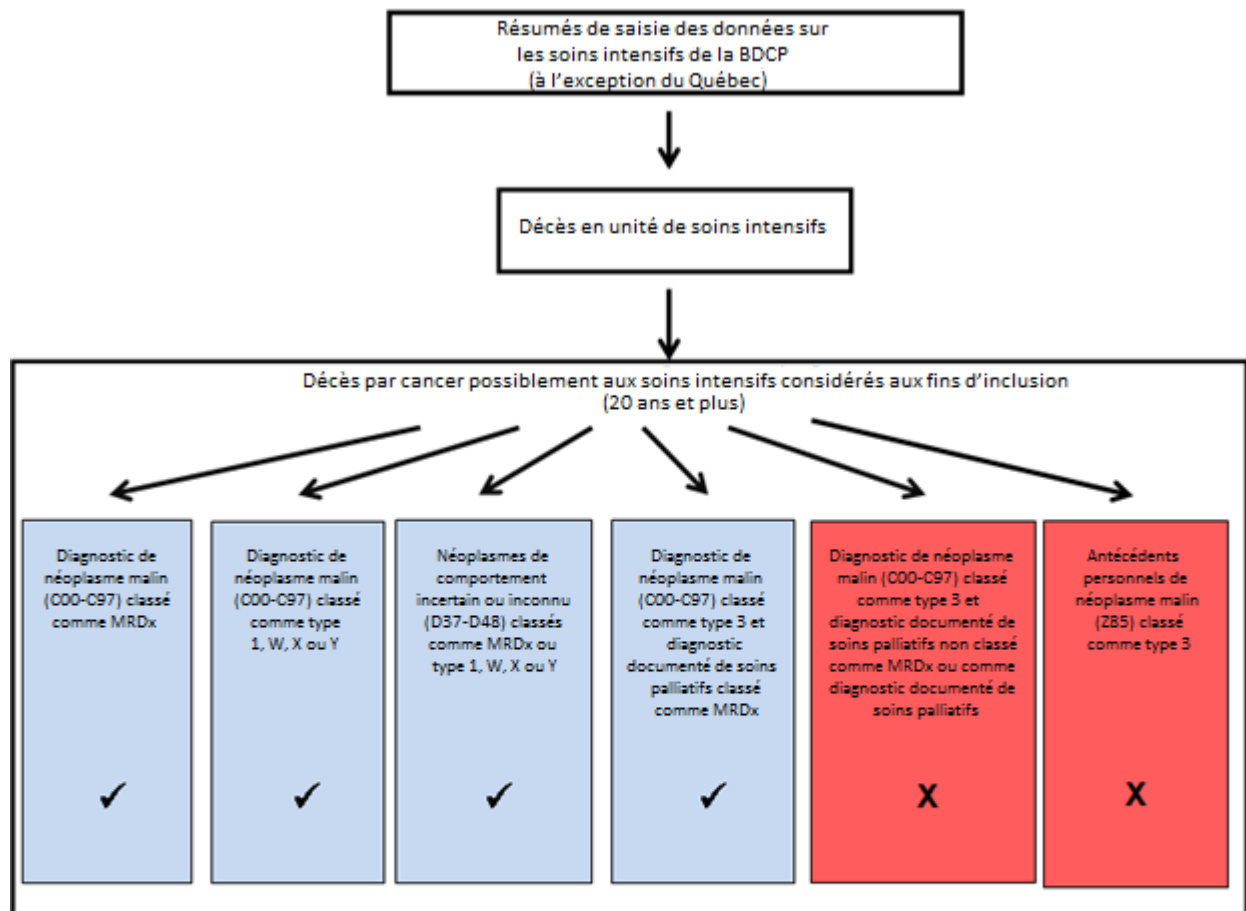 Résumés de saisie des données sur
les soins intensifs de la BDCP
(à l'exception du Québec)
Décès en unité de soins intensifs
Décès par cancer possiblement aux soins intensifs considérés aux fins d'inclusion
(20 ans et plus)
Diagnostic de
néoplasme malin
(C00-C97) classé
comme MRDx
✓
Diagnostic de
néoplasme malin
(C00-C97) classé
comme type
1, W, X ou Y
✓
Néoplasmes de
comportement
incertain ou inconnu
(D37-D48) classés
comme MRDx ou
type 1, W, X ou Y
✓
Diagnostic de
néoplasme malin
(C00-C97) classé
comme type 3 et
diagnostic
documenté de soins
palliatifs classé
comme MRDx
✓
Diagnostic de néoplasme
malin (C00-C97) classé
comme type 3 et
diagnostic documenté de
soins palliatifs non classé
comme MRDx ou comme
diagnostic documenté de
soins palliatifs
X
Antécédents
personnels de
néoplasme malin
(Z85) classé
comme type 3
X